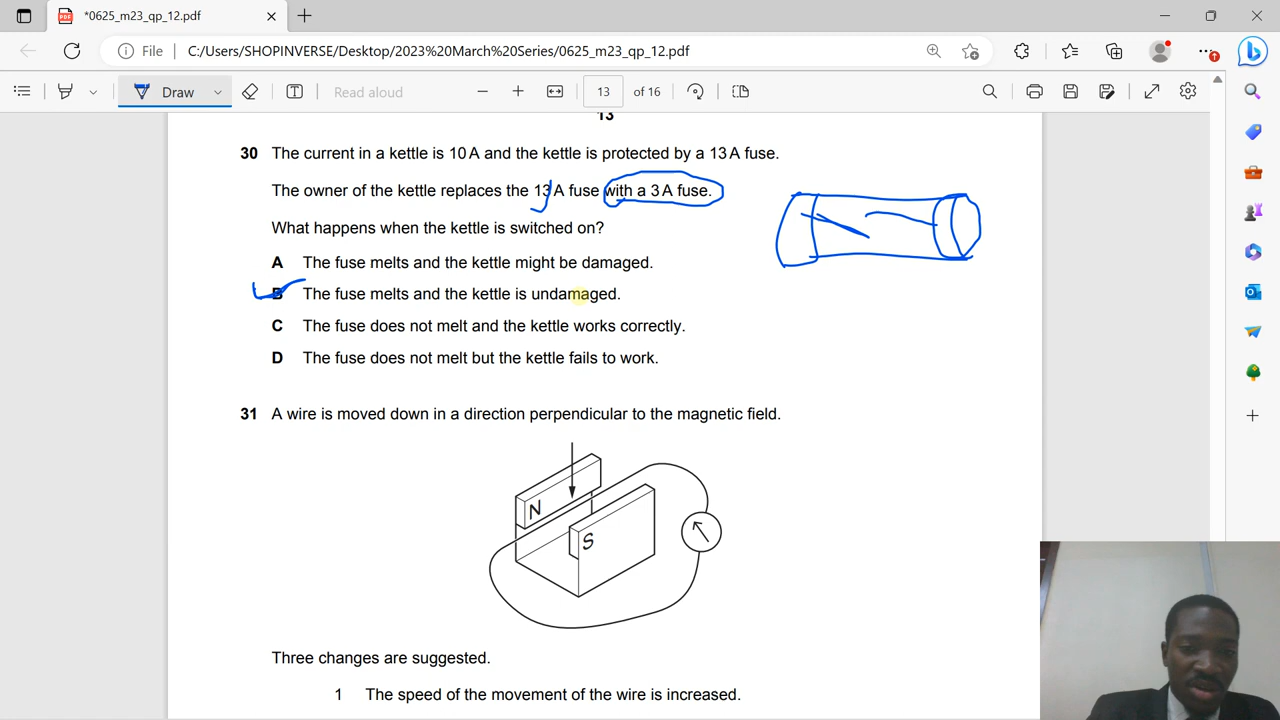 *0625_m23_qp_12.pdf
File
C:/Users/SHOPINVERSE/Desktop/2023%20March%20Series/0625_m23_qp_12.pdf
Draw
Read aloud
13 of 16
13
30 The current in a kettle is 10 A and the kettle is protected by a 13 A fuse.
The owner of the kettle replaces the 13 A fuse with a 3 A fuse.
What happens when the kettle is switched on?
A The fuse melts and the kettle might be damaged.
B The fuse melts and the kettle is undamaged.
C The fuse does not melt and the kettle works correctly.
D The fuse does not melt but the kettle fails to work.
31 A wire is moved down in a direction perpendicular to the magnetic field.
N
S
Three changes are suggested.
1 The speed of the movement of the wire is increased.